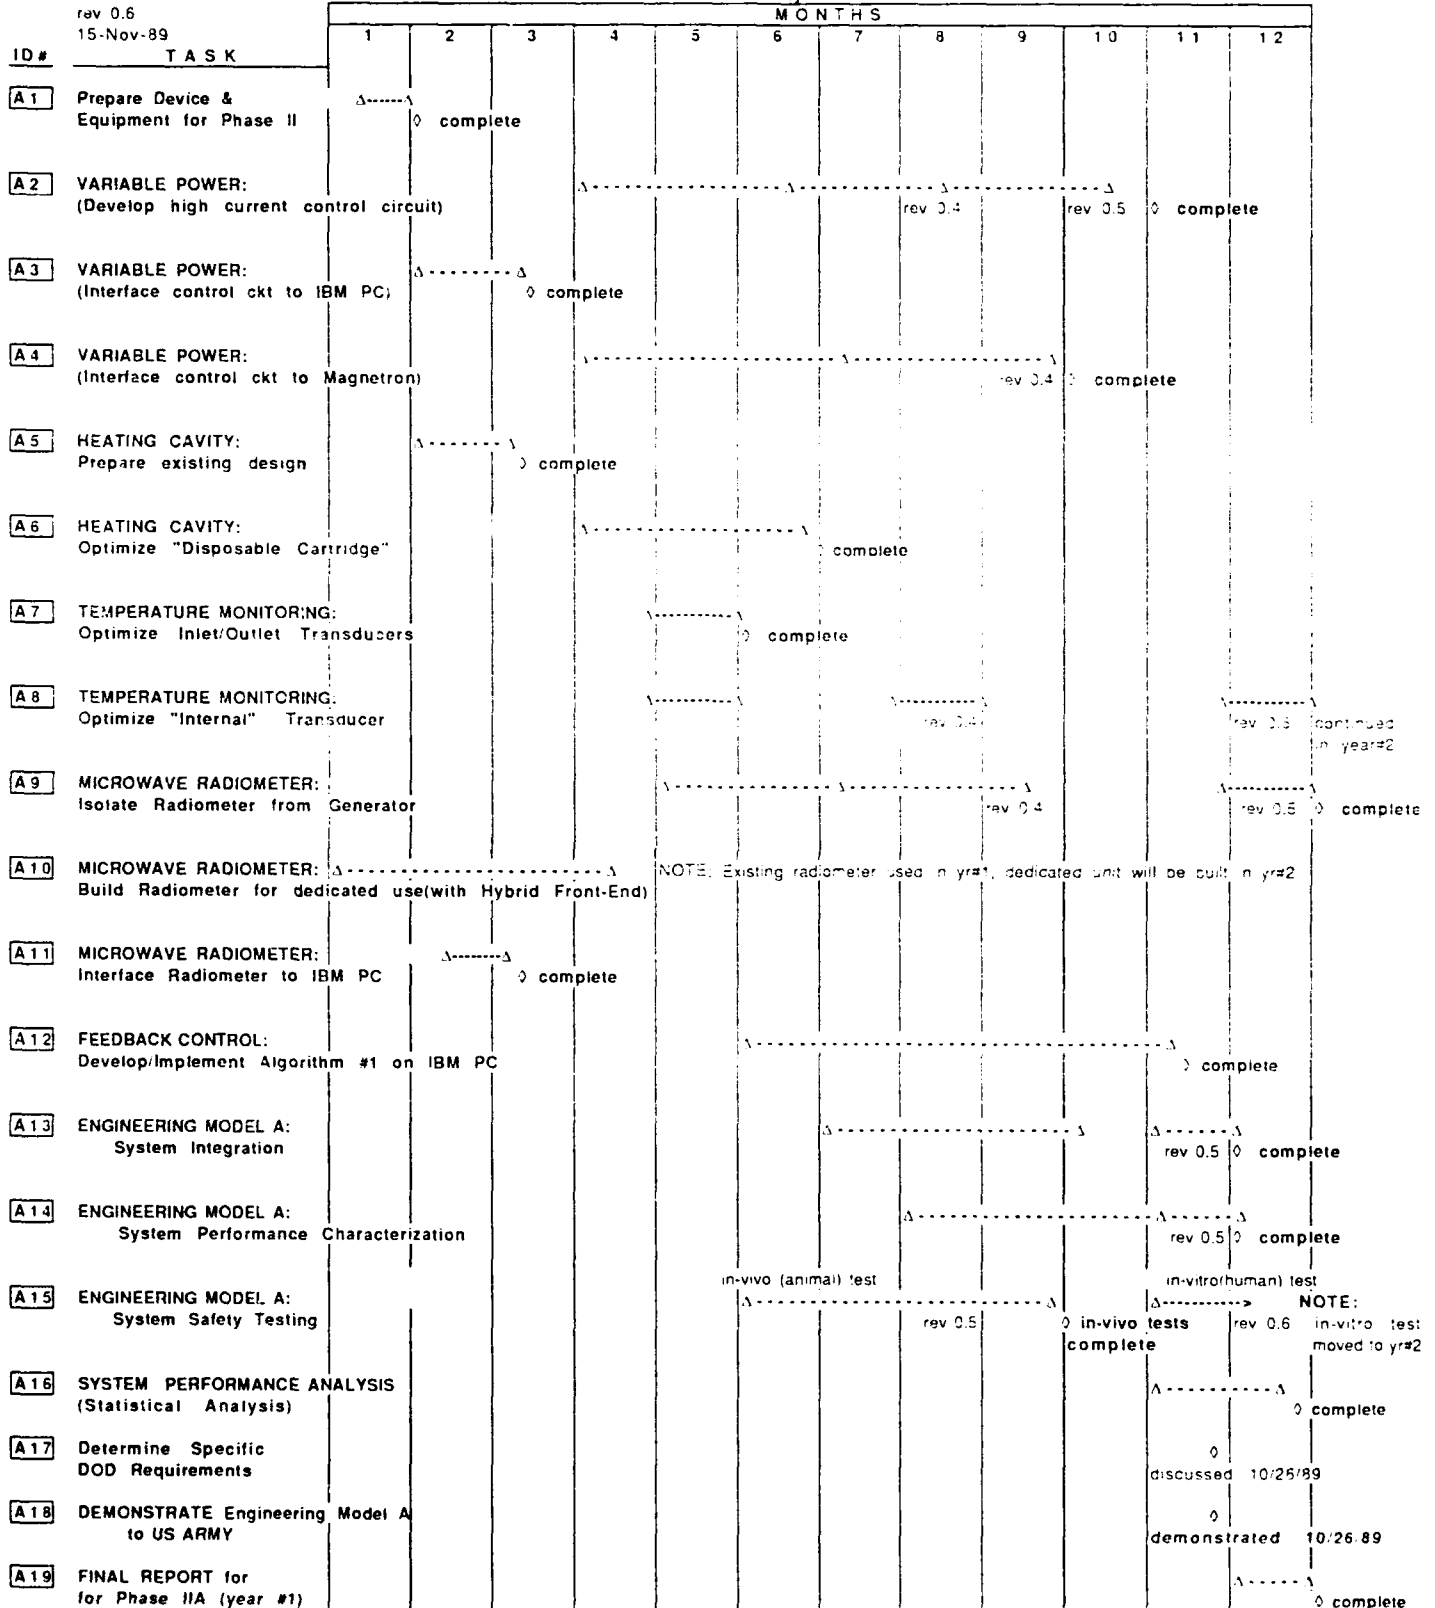 rev 0.6
15-Nov-89
MONTHS
ID# TASK 1 2 3 4 5 6 7 8 9 10 11 12
A1 Prepare Device &
Equipment for Phase II ◊ complete
A2 VARIABLE POWER:
(Develop high current control circuit) rev 0.4 rev 0.5 ◊ complete
A3 VARIABLE POWER:
(Interface control ckt to IBM PC) ◊ complete
A4 VARIABLE POWER:
(Interface control ckt to Magnetron) rev 0.4 ◊ complete
A5 HEATING CAVITY:
Prepare existing design ◊ complete
A6 HEATING CAVITY:
Optimize "Disposable Cartridge" ◊ complete
A7 TEMPERATURE MONITORING:
Optimize Inlet/Outlet Transducers ◊ complete
A8 TEMPERATURE MONITORING:
Optimize "Internal" Transducer rev 0.4 rev continued
in year#2
A9 MICROWAVE RADIOMETER:
Isolate Radiometer from Generator rev 0.4 rev ◊ complete
A10 MICROWAVE RADIOMETER: NOTE: Existing radiometer used in yr#1, dedicated unit will be built in yr#2
Build Radiometer for dedicated use(with Hybrid Front-End)
A11 MICROWAVE RADIOMETER:
Interface Radiometer to IBM PC ◊ complete
A12 FEEDBACK CONTROL:
Develop/Implement Algorithm #1 on IBM PC ◊ complete
A13 ENGINEERING MODEL A:
System Integration rev 0.5 ◊ complete
A14 ENGINEERING MODEL A:
System Performance Characterization rev 0.5 ◊ complete
in-vivo (animal) test in-vitro(human) test
A15 ENGINEERING MODEL A: NOTE:
System Safety Testing rev 0.5 ◊ in-vivo tests rev 0.6 in-vitro test
complete moved to yr#2
A16 SYSTEM PERFORMANCE ANALYSIS
(Statistical Analysis) ◊ complete
A17 Determine Specific ◊
DOD Requirements discussed 10/26/89
A18 DEMONSTRATE Engineering Model A ◊
to US ARMY demonstrated 10/26/89
A19 FINAL REPORT for
for Phase IIA (year #1) ◊ complete